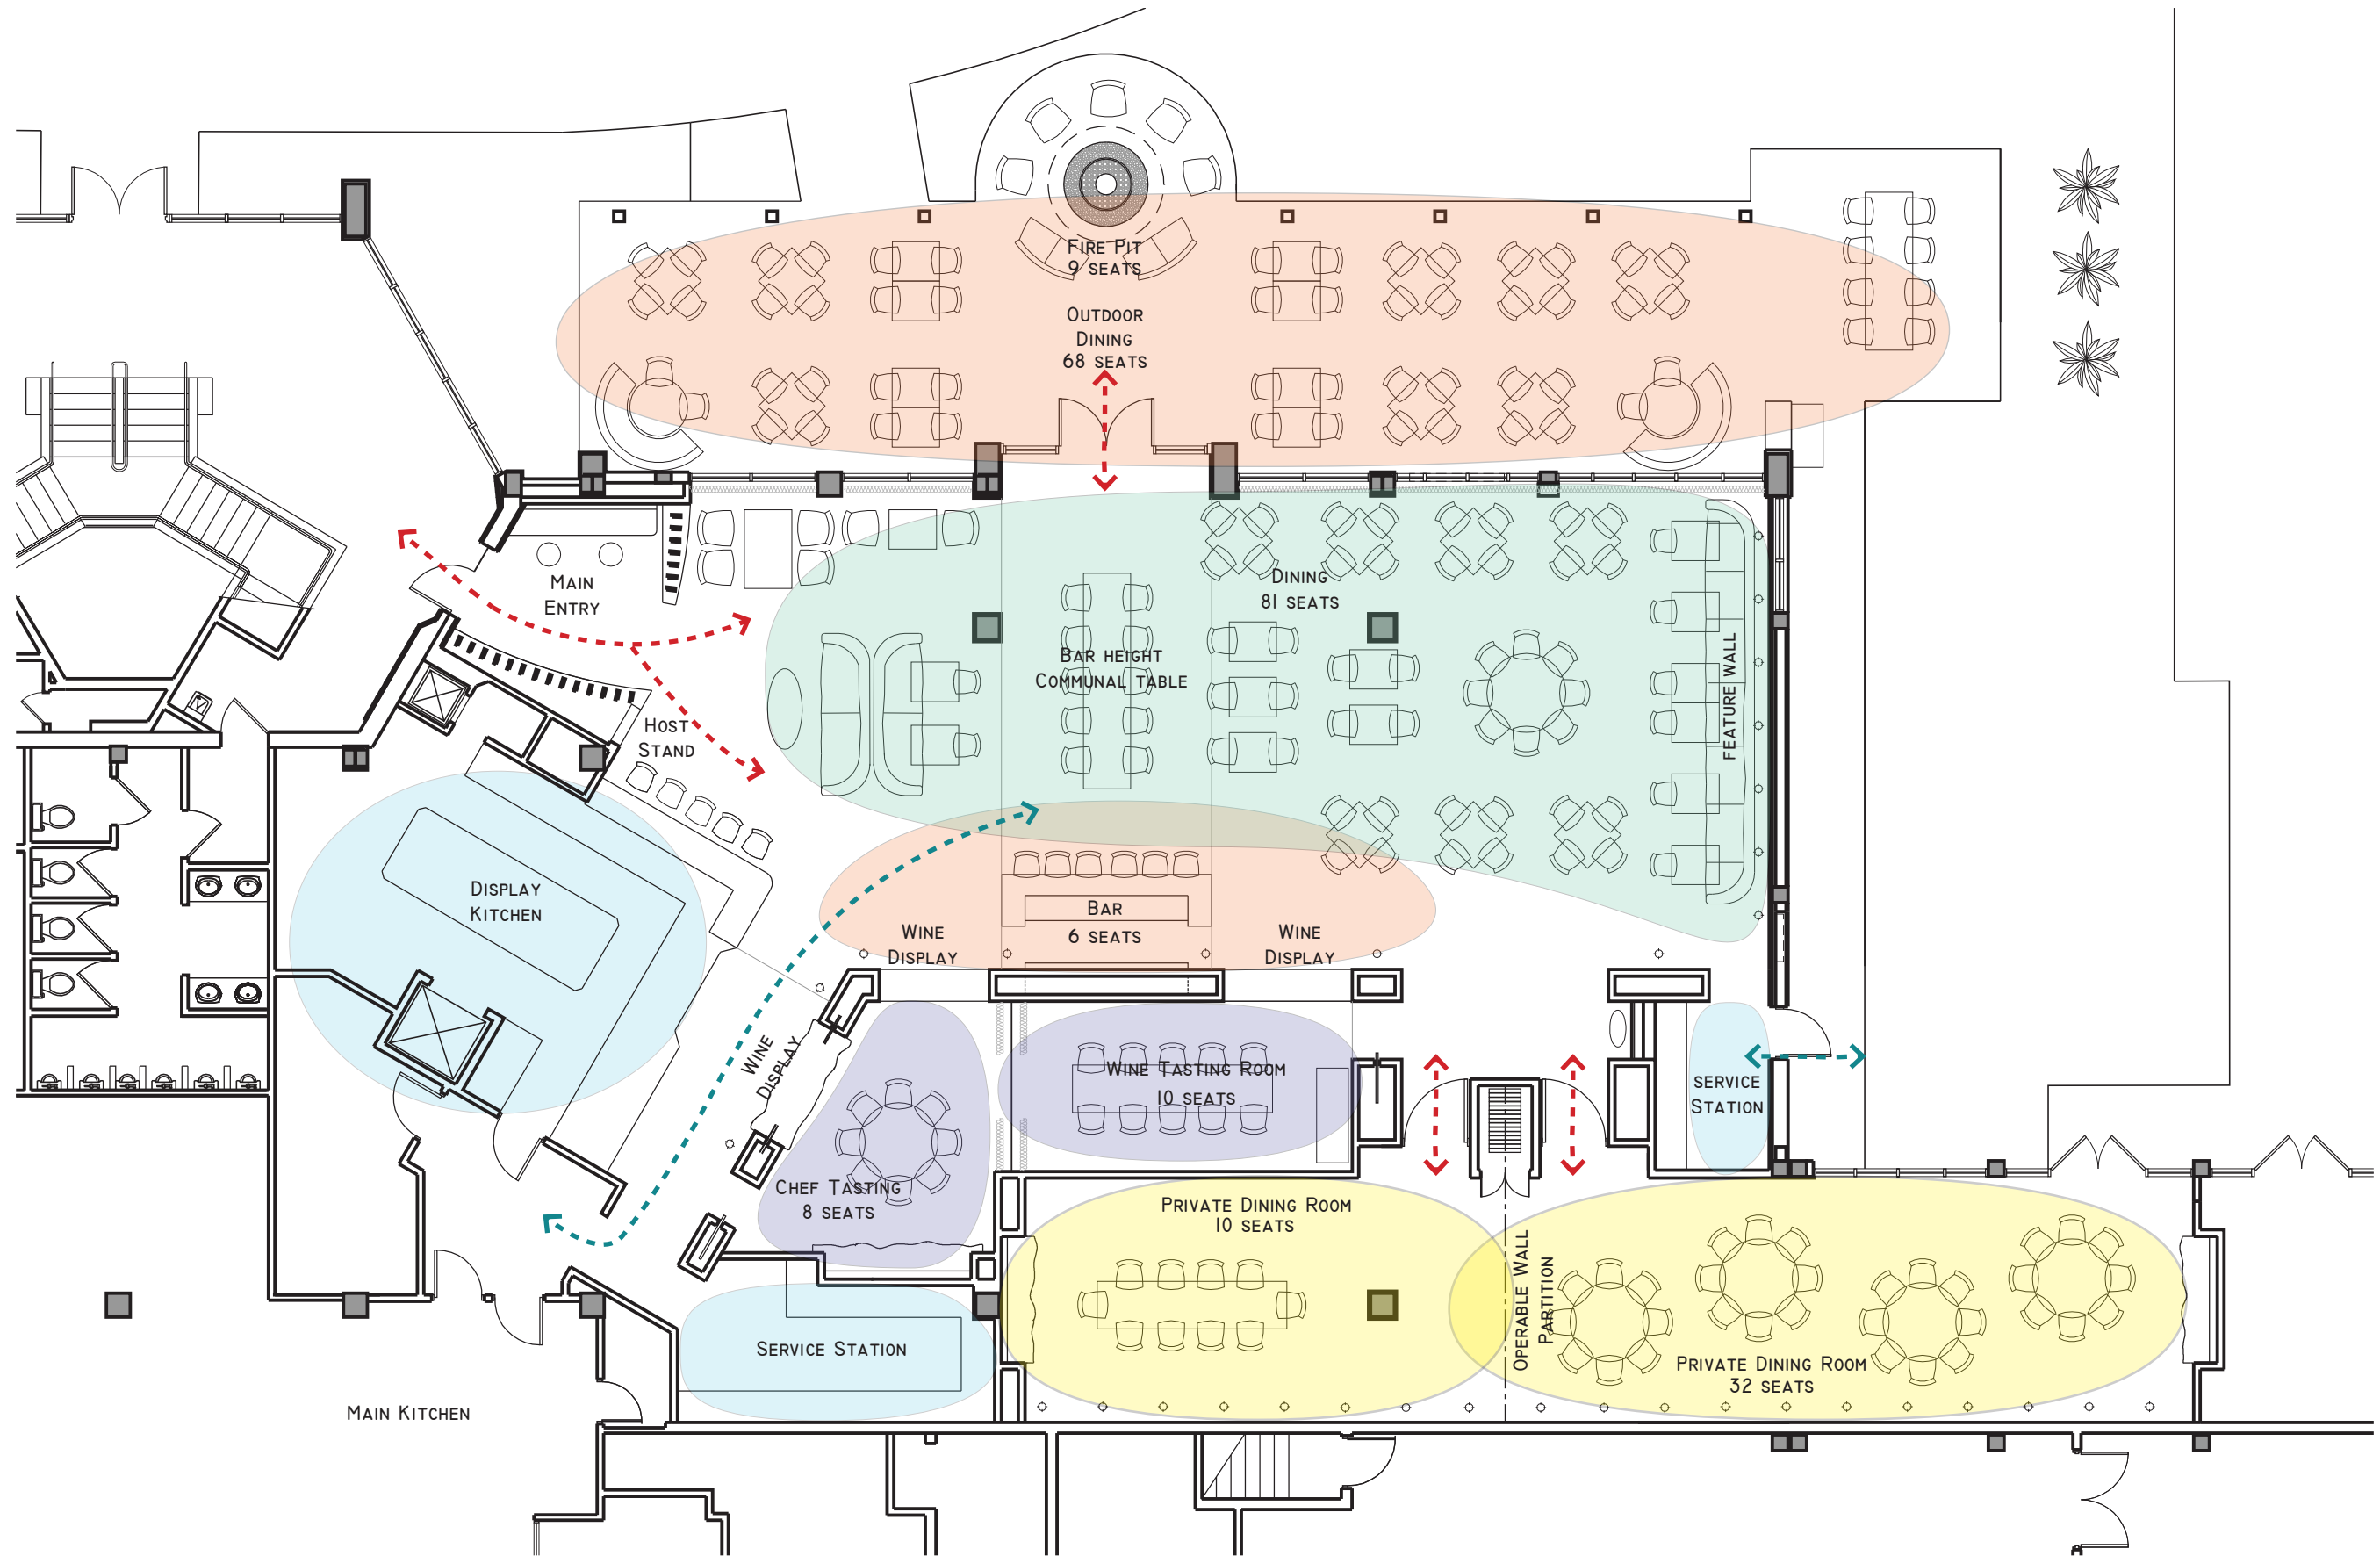 Fire Pit
9 seats
Outdoor
Dining
68 seats
Main
Entry
Dining
81 seats
Bar height
Communal table
Feature wall
Host
Stand
Display
Kitchen
Bar
6 seats
Wine
Display
Wine
Display
Wine
Display
Wine Tasting Room
10 seats
service
Station
Chef Tasting
8 seats
Private Dining Room
10 seats
Operable Wall
Partition
Service Station
Private Dining Room
32 seats
Main Kitchen